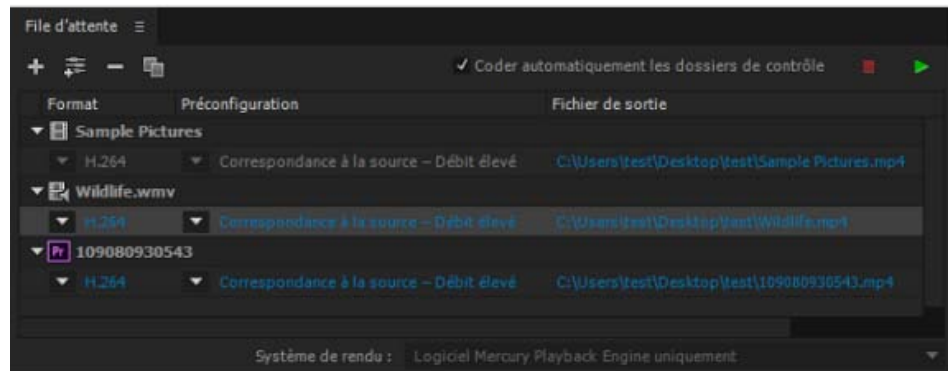 File d'attente
Coder automatiquement les dossiers de contrôle
Format Préconfiguration Fichier de sortie
Sample Pictures
H.264 Correspondance à la source – Débit élevé C:\Users\test\Desktop\test\Sample Pictures.mp4
Wildlife.wmv
H.264 Correspondance à la source – Débit élevé C:\Users\test\Desktop\test\Wildlife.mp4
Pr 109080930543
H.264 Correspondance à la source – Débit élevé C:\Users\test\Desktop\test\109080930543.mp4
Système de rendu : Logiciel Mercury Playback Engine uniquement